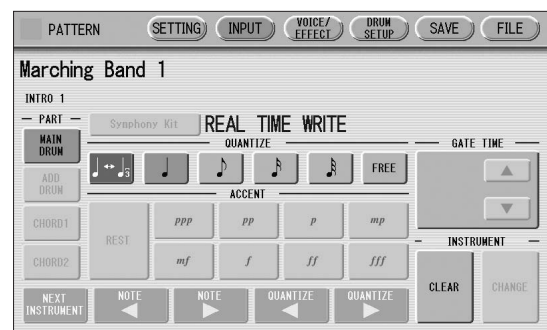 PATTERN SETTING INPUT VOICE/EFFECT DRUM SETUP SAVE FILE
Marching Band 1
INTRO 1
PART
Symphony Kit REAL TIME WRITE
MAIN DRUM
QUANTIZE
GATE TIME
3 FREE
ADD DRUM
ACCENT
CHORD1
REST
ppp pp p mp
INSTRUMENT
CHORD2
mf f ff fff
CLEAR CHANGE
NEXT INSTRUMENT
NOTE NOTE QUANTIZE QUANTIZE